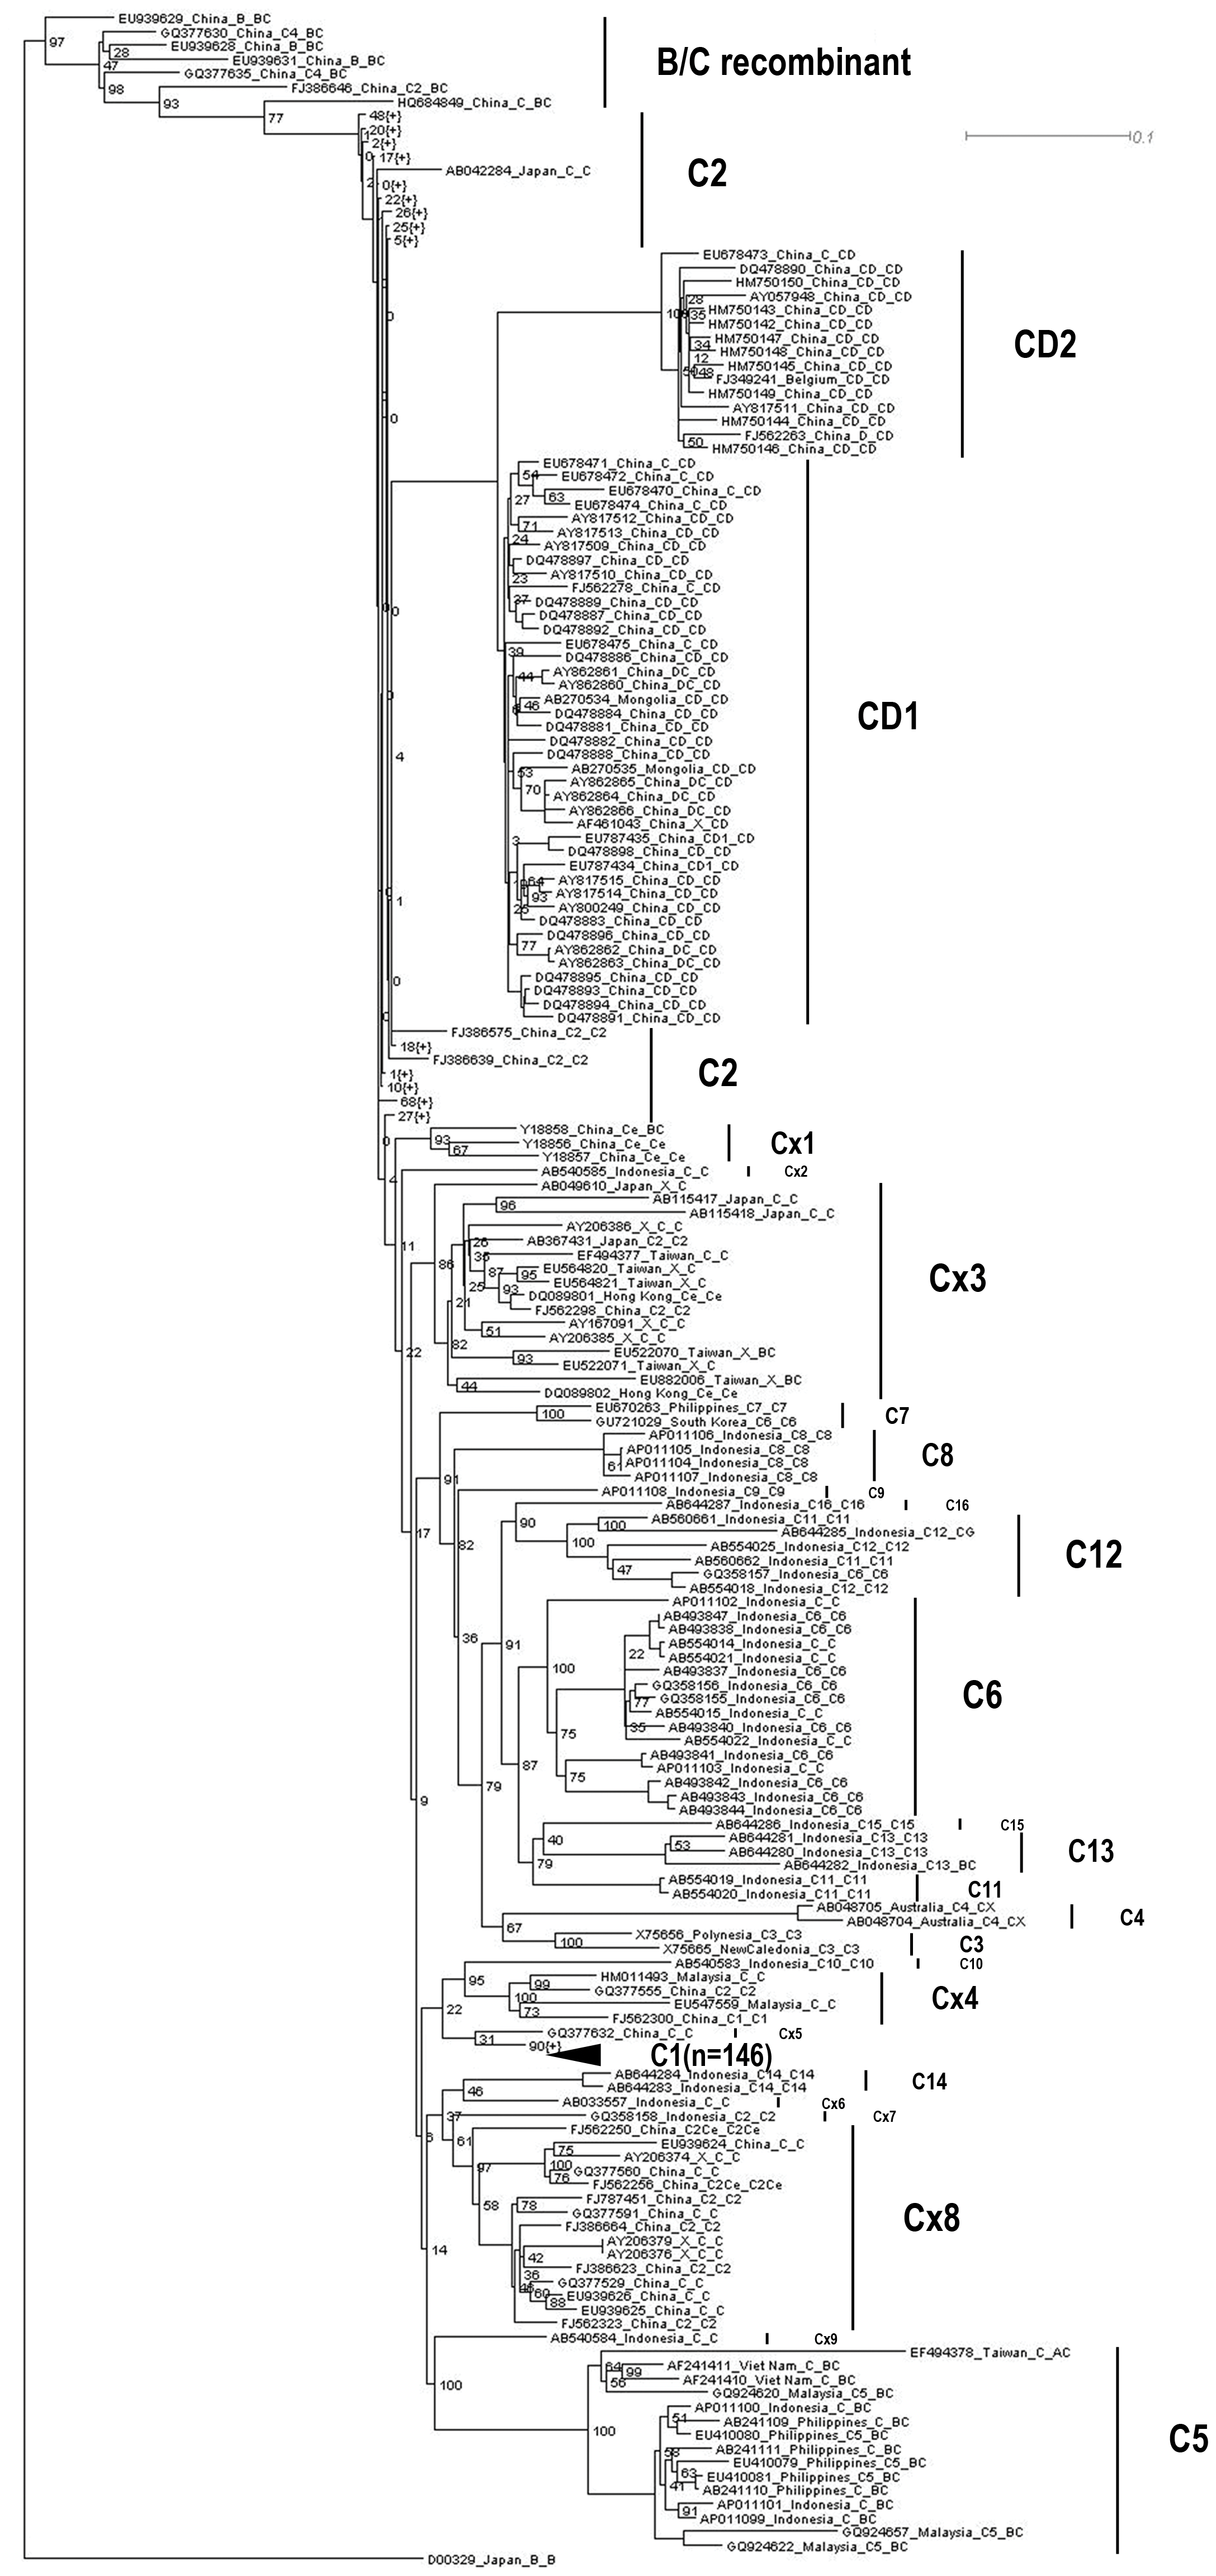 EU939629_China_B_BC
GQ377630_China_C4_BC
97
EU939628_China_B_BC
28
EU939631_China_B_BC
47
B/C recombinant
GQ377635_China_C4_BC
98
FJ386646_China_C2_BC
93
HQ684849_China_C_BC
77
48{+}
20{+}
0.1
2{+}
17{+}
AB042284_Japan_C_C
C2
0{+}
22{+}
26{+}
25{+}
5{+}
EU678473_China_C_CD
DQ478890_China_CD_CD
HM750150_China_CD_CD
AY057948_China_CD_CD
28
HM750143_China_CD_CD
35
HM750142_China_CD_CD
HM750147_China_CD_CD
34
CD2
HM750148_China_CD_CD
12
HM750145_China_CD_CD
48
FJ349241_Belgium_CD_CD
HM750149_China_CD_CD
AY817511_China_CD_CD
HM750144_China_CD_CD
FJ562263_China_D_CD
50
HM750146_China_CD_CD
EU678471_China_C_CD
54
EU678472_China_C_CD
EU678470_China_C_CD
27
63
EU678474_China_C_CD
AY817512_China_CD_CD
71
AY817513_China_CD_CD
24
AY817509_China_CD_CD
DQ478897_China_CD_CD
AY817510_China_CD_CD
23
FJ562278_China_C_CD
37
DQ478889_China_CD_CD
DQ478887_China_CD_CD
DQ478892_China_CD_CD
EU678475_China_C_CD
39
DQ478886_China_CD_CD
AY862861_China_DC_CD
44
AY862860_China_DC_CD
AB270534_Mongolia_CD_CD
46
DQ478884_China_CD_CD
CD1
DQ478881_China_CD_CD
DQ478882_China_CD_CD
DQ478888_China_CD_CD
4
AB270535_Mongolia_CD_CD
53
AY862865_China_DC_CD
70
AY862864_China_DC_CD
AY862866_China_DC_CD
AF461043_China_X_CD
EU787435_China_CD1_CD
3
DQ478898_China_CD_CD
EU787434_China_CD1_CD
AY817515_China_CD_CD
64
AY817514_China_CD_CD
93
AY800249_China_CD_CD
25
1
DQ478883_China_CD_CD
DQ478896_China_CD_CD
77
AY862862_China_DC_CD
AY862863_China_DC_CD
DQ478895_China_CD_CD
0
DQ478893_China_CD_CD
DQ478894_China_CD_CD
DQ478891_China_CD_CD
FJ386575_China_C2_C2
18{+}
FJ386639_China_C2_C2
C2
1{+}
10{+}
68{+}
27{+}
Y18858_China_Ce_BC
93
Y18856_China_Ce_Ce
Cx1
67
Y18857_China_Ce_Ce
AB540585_Indonesia_C_C
Cx2
4
AB049610_Japan_X_C
AB115417_Japan_C_C
96
AB115418_Japan_C_C
AY206386_X_C_C
AB367431_Japan_C2_C2
26
11
EF494377_Taiwan_C_C
35
86
EU564820_Taiwan_X_C
87
95
Cx3
EU564821_Taiwan_X_C
25
93
DQ089801_Hong Kong_Ce_Ce
21
FJ562298_China_C2_C2
AY167091_X_C_C
51
AY206385_X_C_C
82
22
EU522070_Taiwan_X_BC
93
EU522071_Taiwan_X_C
EU882006_Taiwan_X_BC
44
DQ089802_Hong Kong_Ce_Ce
EU670263_Philippines_C7_C7
100
C7
GU721029_South Korea_C6_C6
AP011106_Indonesia_C8_C8
AP011105_Indonesia_C8_C8
C8
61
AP011104_Indonesia_C8_C8
AP011107_Indonesia_C8_C8
91
AP011108_Indonesia_C9_C9
C9
AB644287_Indonesia_C16_C16
C16
AB560661_Indonesia_C11_C11
90
100
AB644285_Indonesia_C12_CG
17
100
AB554025_Indonesia_C12_C12
82
C12
AB560662_Indonesia_C11_C11
47
GQ358157_Indonesia_C6_C6
AB554018_Indonesia_C12_C12
AP011102_Indonesia_C_C
AB493847_Indonesia_C6_C6
AB493838_Indonesia_C6_C6
36
AB554014_Indonesia_C_C
91
22
AB554021_Indonesia_C_C
100
AB493837_Indonesia_C6_C6
GQ358156_Indonesia_C6_C6
C6
GQ358155_Indonesia_C6_C6
77
AB554015_Indonesia_C_C
AB493840_Indonesia_C6_C6
35
75
AB554022_Indonesia_C_C
AB493841_Indonesia_C6_C6
87
AP011103_Indonesia_C_C
75
AB493842_Indonesia_C6_C6
79
AB493843_Indonesia_C6_C6
9
AB493844_Indonesia_C6_C6
AB644286_Indonesia_C15_C15
C15
AB644281_Indonesia_C13_C13
40
53
AB644280_Indonesia_C13_C13
C13
79
AB644282_Indonesia_C13_BC
AB554019_Indonesia_C11_C11
C11
AB554020_Indonesia_C11_C11
AB048705_Australia_C4_CX
C4
AB048704_Australia_C4_CX
67
X75656_Polynesia_C3_C3
100
C3
X75665_NewCaledonia_C3_C3
AB540583_Indonesia_C10_C10
C10
95
HM011493_Malaysia_C_C
99
GQ377555_China_C2_C2
100
Cx4
EU547559_Malaysia_C_C
22
73
FJ562300_China_C1_C1
GQ377632_China_C_C
Cx5
31
90{+}
C1(n=146)
AB644284_Indonesia_C14_C14
C14
AB644283_Indonesia_C14_C14
46
AB033557_Indonesia_C_C
Cx6
GQ358158_Indonesia_C2_C2
Cx7
37
FJ562250_China_C2Ce_C2Ce
61
EU939624_China_C_C
75
AY206374_X_C_C
100
97
GQ377560_China_C_C
76
FJ562256_China_C2Ce_C2Ce
FJ787451_China_C2_C2
58
78
GQ377591_China_C_C
Cx8
FJ386664_China_C2_C2
AY206379_X_C_C
14
42
AY206376_X_C_C
FJ386623_China_C2_C2
36
GQ377529_China_C_C
60
EU939626_China_C_C
88
EU939625_China_C_C
FJ562323_China_C2_C2
AB540584_Indonesia_C_C
Cx9
EF494378_Taiwan_C_AC
AF241411_Viet Nam_C_BC
64
99
AF241410_Viet Nam_C_BC
100
56
GQ924620_Malaysia_C5_BC
AP011100_Indonesia_C_BC
51
AB241109_Philippines_C_BC
100
EU410080_Philippines_C5_BC
C5
AB241111_Philippines_C_BC
58
EU410079_Philippines_C5_BC
63
EU410081_Philippines_C5_BC
41
AB241110_Philippines_C_BC
AP011101_Indonesia_C_BC
91
AP011099_Indonesia_C_BC
GQ924657_Malaysia_C5_BC
GQ924622_Malaysia_C5_BC
D00329_Japan_B_B